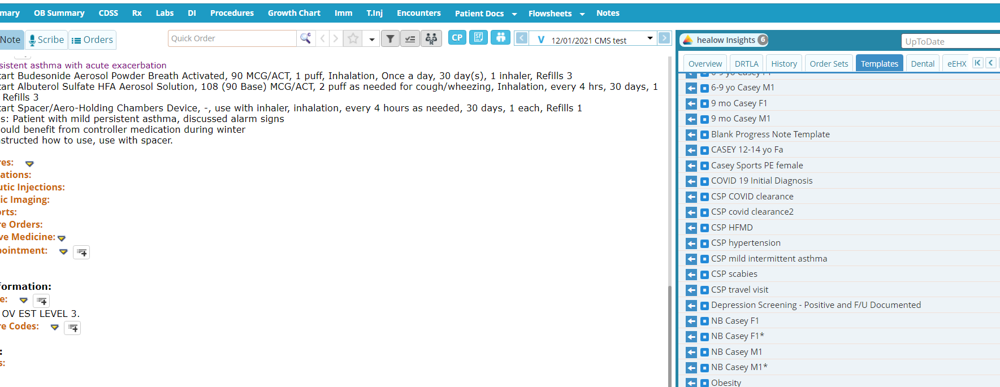 mary OB Summary CDSS Rx Labs DI Procedures Growth Chart Imm T.Inj Encounters Patient Docs Flowsheets Notes
Note Scribe Orders
Quick Order
CP
SF
V 12/01/2021 CMS test
healow Insights 6
UpToDate
Overview DRTLA History Order Sets Templates Dental eEHX
sistent asthma with acute exacerbation
tart Budesonide Aerosol Powder Breath Activated, 90 MCG/ACT, 1 puff, Inhalation, Once a day, 30 day(s), 1 inhaler, Refills 3
tart Albuterol Sulfate HFA Aerosol Solution, 108 (90 Base) MCG/ACT, 2 puff as needed for cough/wheezing, Inhalation, every 4 hrs, 30 days, 1
Refills 3
tart Spacer/Aero-Holding Chambers Device, -, use with inhaler, inhalation, every 4 hours as needed, 30 days, 1 each, Refills 1
es: Patient with mild persistent asthma, discussed alarm signs
ould benefit from controller medication during winter
nstructed how to use, use with spacer.
res:
ations:
utic Injections:
ic Imaging:
orts:
re Orders:
ve Medicine:
pointment:
formation:
e:
OV EST LEVEL 3.
re Codes:
:
s:
6-9 yo Casey F1
6-9 yo Casey M1
9 mo Casey F1
9 mo Casey M1
Blank Progress Note Template
CASEY 12-14 yo Fa
Casey Sports PE female
COVID 19 Initial Diagnosis
CSP COVID clearance
CSP covid clearance2
CSP HFMD
CSP hypertension
CSP mild intermittent asthma
CSP scabies
CSP travel visit
Depression Screening - Positive and F/U Documented
NB Casey F1
NB Casey F1*
NB Casey M1
NB Casey M1*
Obesity